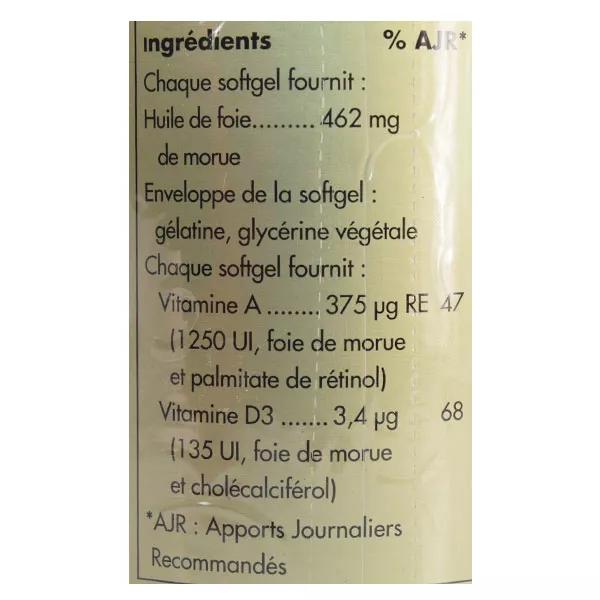 Ingrédients % AJR*
Chaque softgel fournit :
Huile de foie......... 462 mg
de morue
Enveloppe de la softgel :
gélatine, glycérine végétale
Chaque softgel fournit :
Vitamine A ........ 375 µg RE 47
(1250 UI, foie de morue
et palmitate de rétinol)
Vitamine D3 ....... 3,4 µg 68
(135 UI, foie de morue
et cholécalciférol)
*AJR : Apports Journaliers
Recommandés